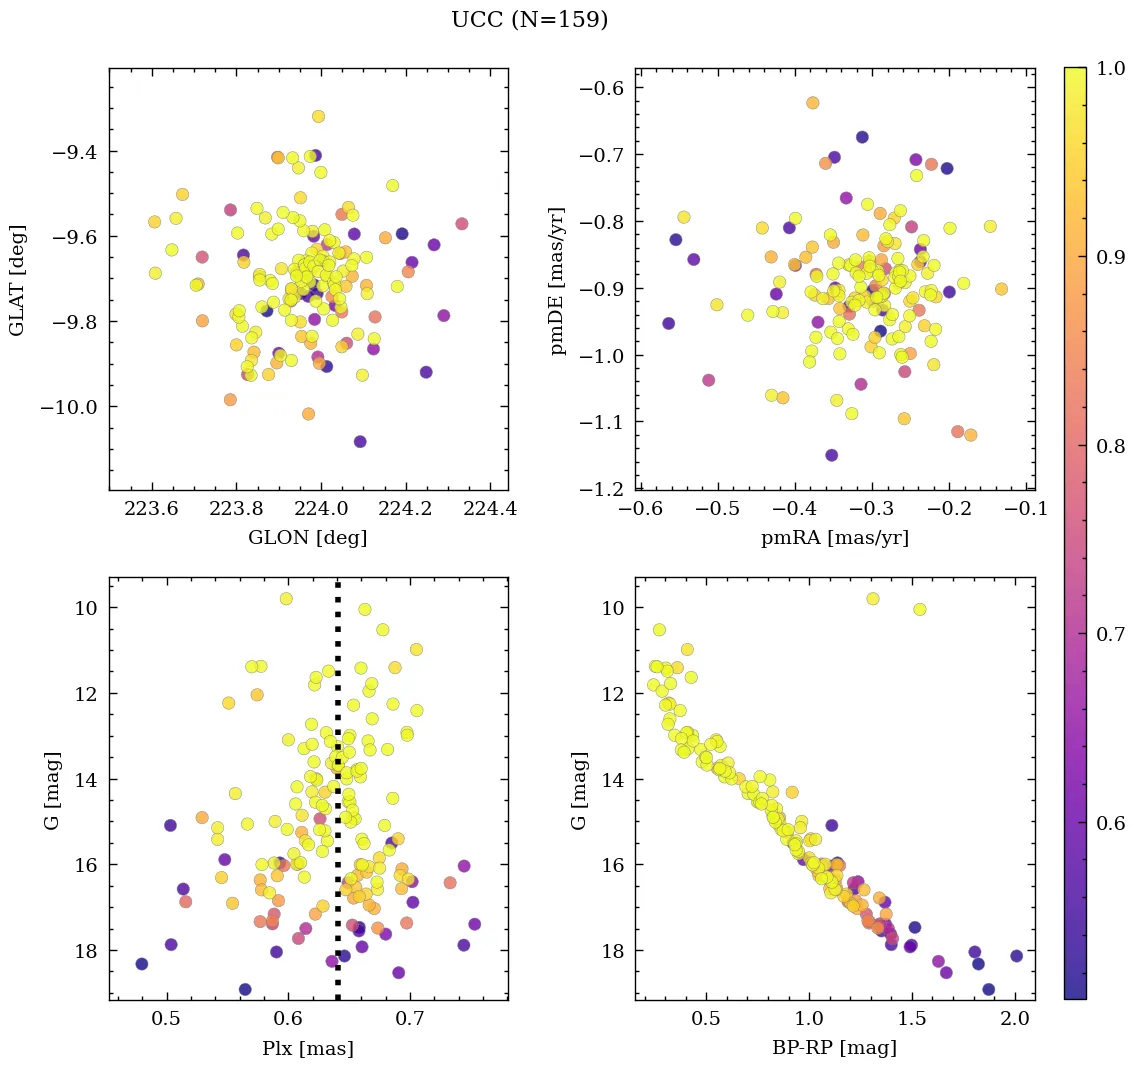 UCC (N=159)
−9.4
−9.6
−9.8
−10.0
GLAT [deg]
223.6 223.8 224.0 224.2 224.4
GLON [deg]
−0.6
−0.7
−0.8
−0.9
−1.0
−1.1
−1.2
pmDE [mas/yr]
−0.6 −0.5 −0.4 −0.3 −0.2 −0.1
pmRA [mas/yr]
10
12
14
16
18
G [mag]
0.5 0.6 0.7
Plx [mas]
10
12
14
16
18
G [mag]
0.5 1.0 1.5 2.0
BP-RP [mag]
1.0
0.9
0.8
0.7
0.6